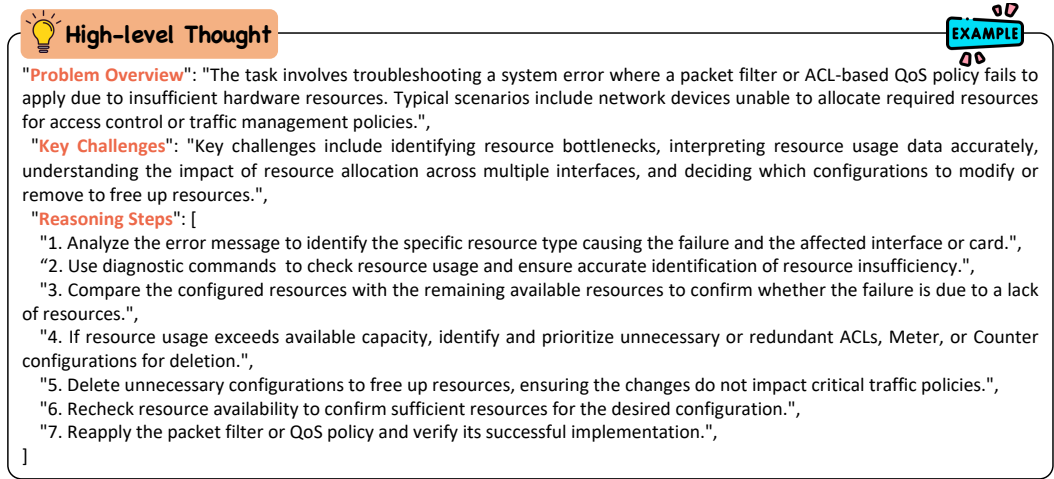 High-level Thought
EXAMPLE
"Problem Overview": "The task involves troubleshooting a system error where a packet filter or ACL-based QoS policy fails to
apply due to insufficient hardware resources. Typical scenarios include network devices unable to allocate required resources
for access control or traffic management policies.",
"Key Challenges": "Key challenges include identifying resource bottlenecks, interpreting resource usage data accurately,
understanding the impact of resource allocation across multiple interfaces, and deciding which configurations to modify or
remove to free up resources.",
"Reasoning Steps": [
"1. Analyze the error message to identify the specific resource type causing the failure and the affected interface or card.",
“2. Use diagnostic commands to check resource usage and ensure accurate identification of resource insufficiency.",
"3. Compare the configured resources with the remaining available resources to confirm whether the failure is due to a lack
of resources.",
"4. If resource usage exceeds available capacity, identify and prioritize unnecessary or redundant ACLs, Meter, or Counter
configurations for deletion.",
"5. Delete unnecessary configurations to free up resources, ensuring the changes do not impact critical traffic policies.",
"6. Recheck resource availability to confirm sufficient resources for the desired configuration.",
"7. Reapply the packet filter or QoS policy and verify its successful implementation.",
]